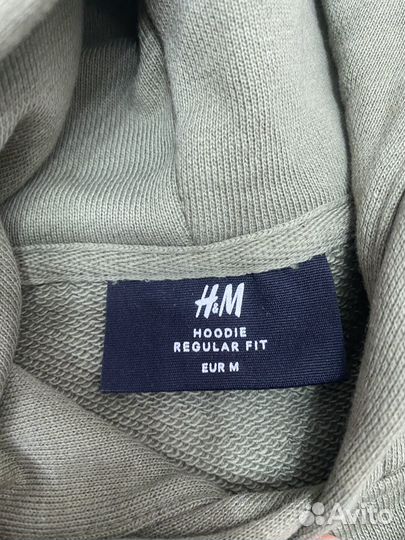 H&M
HOODIE
REGULAR FIT
EUR M
Avito